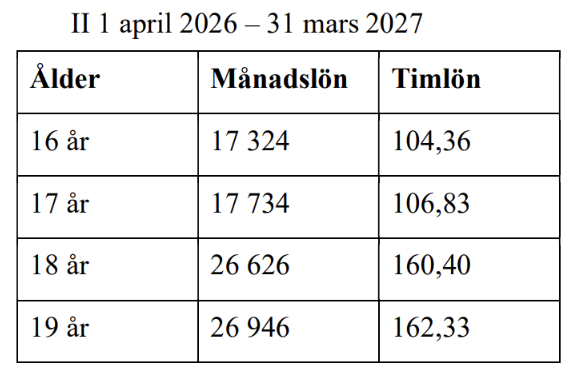 II 1 april 2026 – 31 mars 2027
Ålder Månadslön Timlön
16 år 17 324 104,36
17 år 17 734 106,83
18 år 26 626 160,40
19 år 26 946 162,33